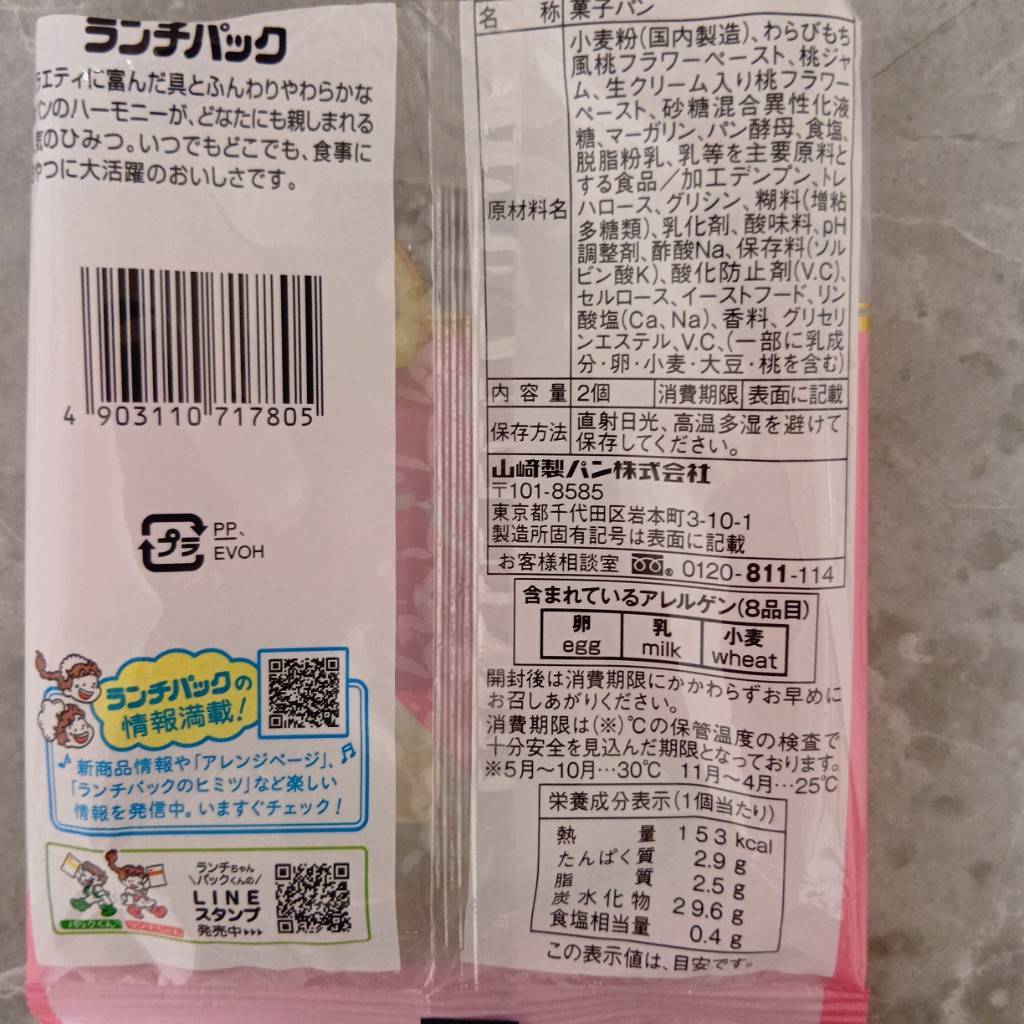 ランチパック
エティに富んだ具とふんわりやわらかな
パンのハーモニーが、どなたにも親しまれる
のひみつ。いつでもどこでも、食事に
やつに大活躍のおいしさです。
4 903110 717805
プラ
PP、
EVOH
ランチパックの
情報満載!
新商品情報や「アレンジページ」、
「ランチパックのヒミツ」など楽しい
情報を発信中。いますぐチェック!
ランチちゃん
パックくんの
LINE
スタンプ
発売中
パックくん
ランチちゃん
名 称 菓子パン
原材料名
小麦粉(国内製造)、わらびもち
風桃フラワーペースト、桃ジャ
ム、生クリーム入り桃フラワー
ペースト、砂糖混合異性化液
糖、マーガリン、パン酵母、食塩、
脱脂粉乳、乳等を主要原料と
する食品/加工デンプン、トレ
ハロース、グリシン、糊料(増粘
多糖類)、乳化剤、酸味料、pH
調整剤、酢酸Na、保存料(ソル
ビン酸K)、酸化防止剤(V.C)、
セルロース、イーストフード、リン
酸塩(Ca、Na)、香料、グリセリ
ンエステル、V.C、(一部に乳成
分・卵・小麦・大豆・桃を含む)
内 容 量 2個 消費期限 表面に記載
保存方法 直射日光、高温多湿を避けて
保存してください。
山崎製パン株式会社
〒101-8585
東京都千代田区岩本町3-10-1
製造所固有記号は表面に記載
お客様相談室 0120-811-114
含まれているアレルゲン(8品目)
卵 乳 小麦
egg milk wheat
開封後は消費期限にかかわらずお早めに
お召しあがりください。
消費期限は(※)℃の保管温度の検査で
十分安全を見込んだ期限となっております。
※5月〜10月…30℃ 11月〜4月…25℃
栄養成分表示(1個当たり)
熱 量 153 kcal
たんぱく質 2.9 g
脂 質 2.5 g
炭水化物 29.6 g
食塩相当量 0.4 g
この表示値は、目安です。